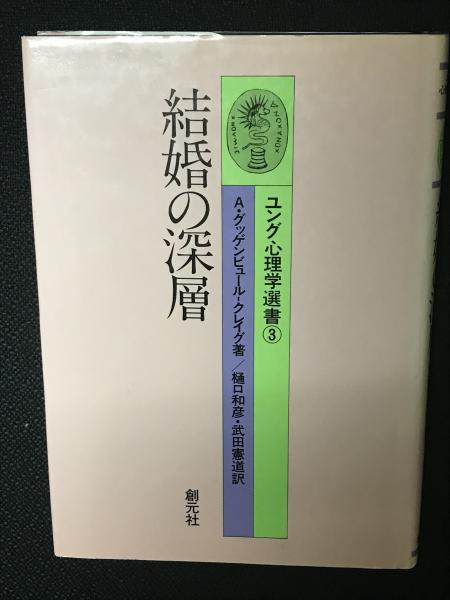 ユング心理学選書③
A・グッゲンビュール-クレイグ著/樋口和彦・武田憲道訳
結婚の深層
創元社